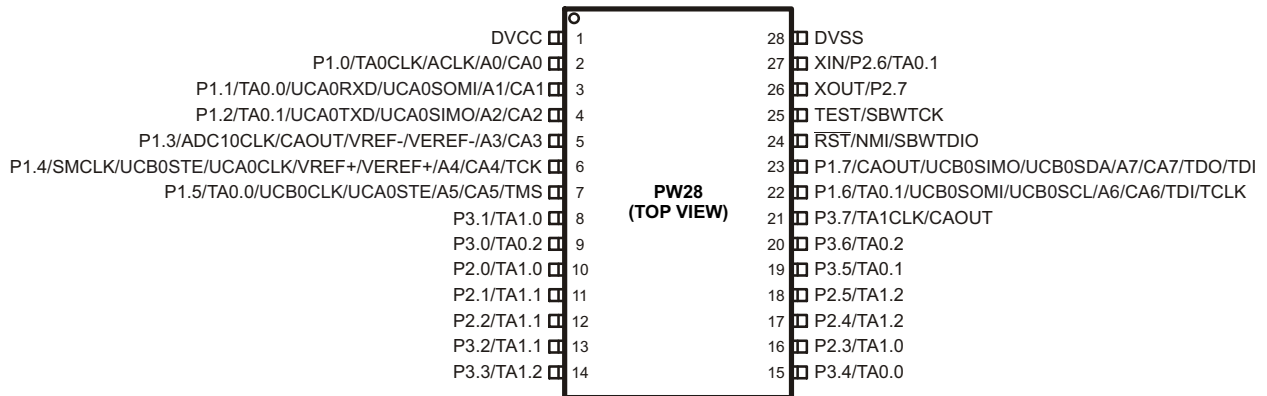 DVCC 1 28 DVSS
P1.0/TA0CLK/ACLK/A0/CA0 2 27 XIN/P2.6/TA0.1
P1.1/TA0.0/UCA0RXD/UCA0SOMI/A1/CA1 3 26 XOUT/P2.7
P1.2/TA0.1/UCA0TXD/UCA0SIMO/A2/CA2 4 25 TEST/SBWTCK
P1.3/ADC10CLK/CAOUT/VREF-/VEREF-/A3/CA3 5 24 RST/NMI/SBWTDIO
P1.4/SMCLK/UCB0STE/UCA0CLK/VREF+/VEREF+/A4/CA4/TCK 6 23 P1.7/CAOUT/UCB0SIMO/UCB0SDA/A7/CA7/TDO/TDI
P1.5/TA0.0/UCB0CLK/UCA0STE/A5/CA5/TMS 7 PW28 22 P1.6/TA0.1/UCB0SOMI/UCB0SCL/A6/CA6/TDI/TCLK
P3.1/TA1.0 8 (TOP VIEW) 21 P3.7/TA1CLK/CAOUT
P3.0/TA0.2 9 20 P3.6/TA0.2
P2.0/TA1.0 10 19 P3.5/TA0.1
P2.1/TA1.1 11 18 P2.5/TA1.2
P2.2/TA1.1 12 17 P2.4/TA1.2
P3.2/TA1.1 13 16 P2.3/TA1.0
P3.3/TA1.2 14 15 P3.4/TA0.0